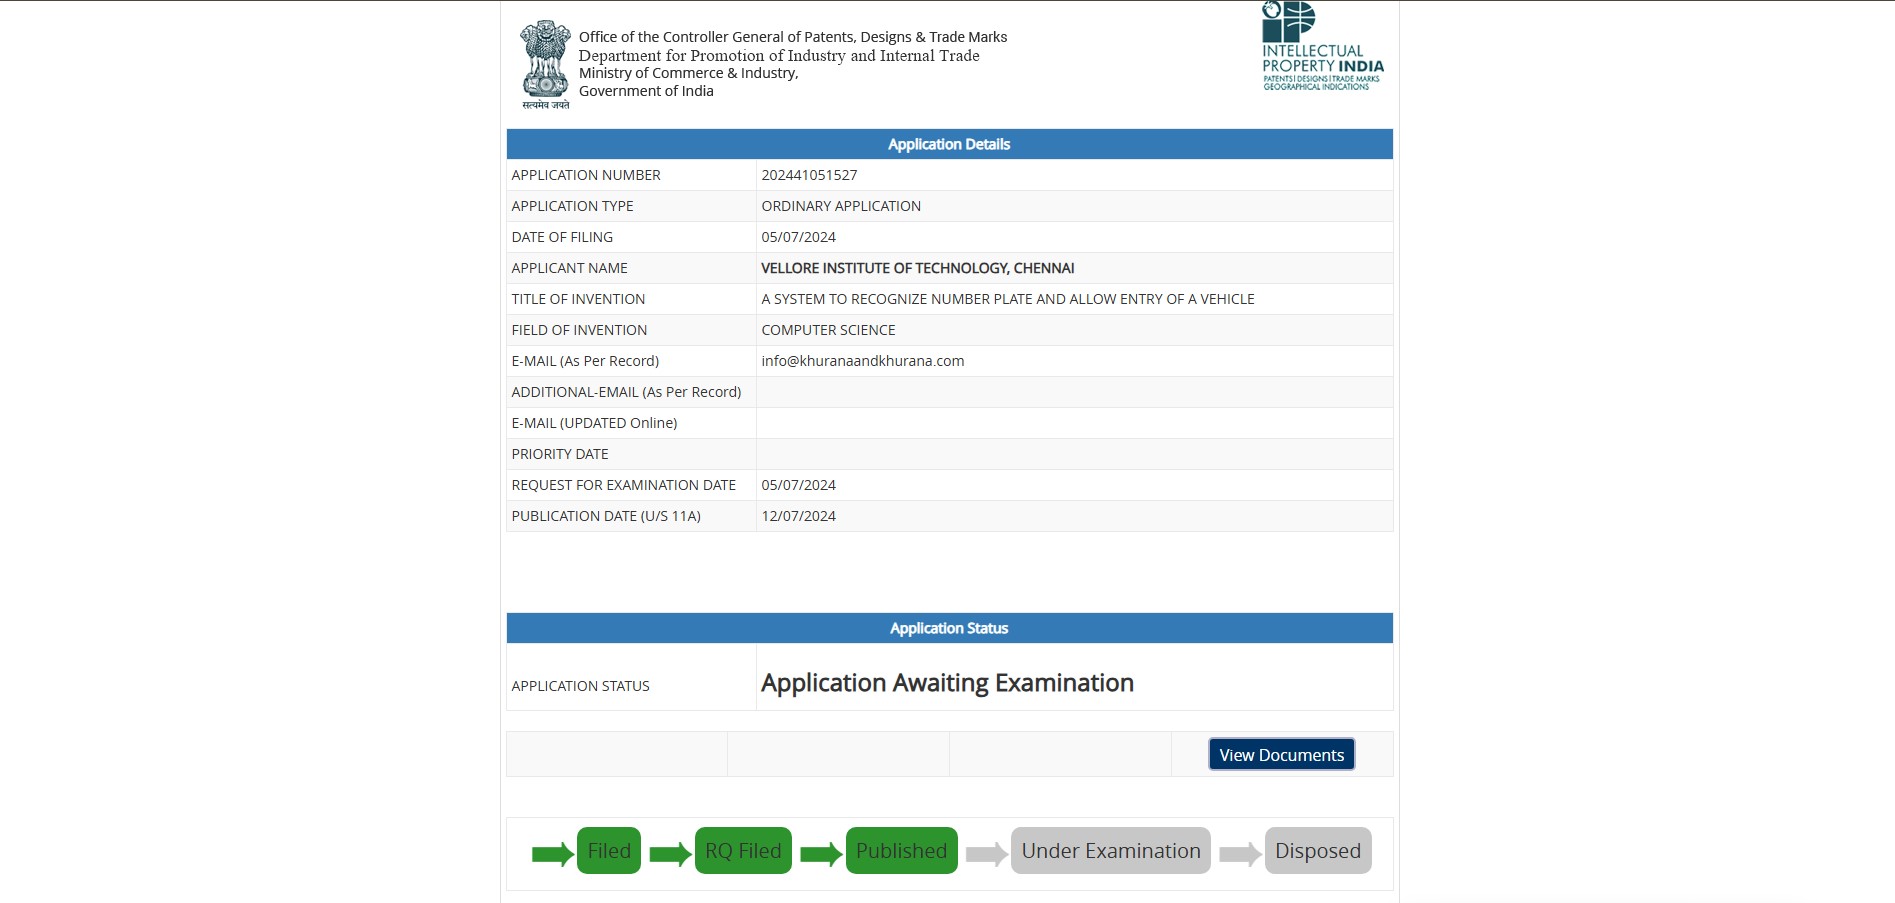 Office of the Controller General of Patents, Designs & Trade Marks
Department for Promotion of Industry and Internal Trade
Ministry of Commerce & Industry,
Government of India
सत्यमेव जयते
INTELLECTUAL
PROPERTY INDIA
PATENTS | DESIGNS | TRADE MARKS
GEOGRAPHICAL INDICATIONS
Application Details
APPLICATION NUMBER 202441051527
APPLICATION TYPE ORDINARY APPLICATION
DATE OF FILING 05/07/2024
APPLICANT NAME VELLORE INSTITUTE OF TECHNOLOGY, CHENNAI
TITLE OF INVENTION A SYSTEM TO RECOGNIZE NUMBER PLATE AND ALLOW ENTRY OF A VEHICLE
FIELD OF INVENTION COMPUTER SCIENCE
E-MAIL (As Per Record) info@khuranaandkhurana.com
ADDITIONAL-EMAIL (As Per Record)
E-MAIL (UPDATED Online)
PRIORITY DATE
REQUEST FOR EXAMINATION DATE 05/07/2024
PUBLICATION DATE (U/S 11A) 12/07/2024
Application Status
APPLICATION STATUS Application Awaiting Examination
View Documents
Filed RQ Filed Published Under Examination Disposed